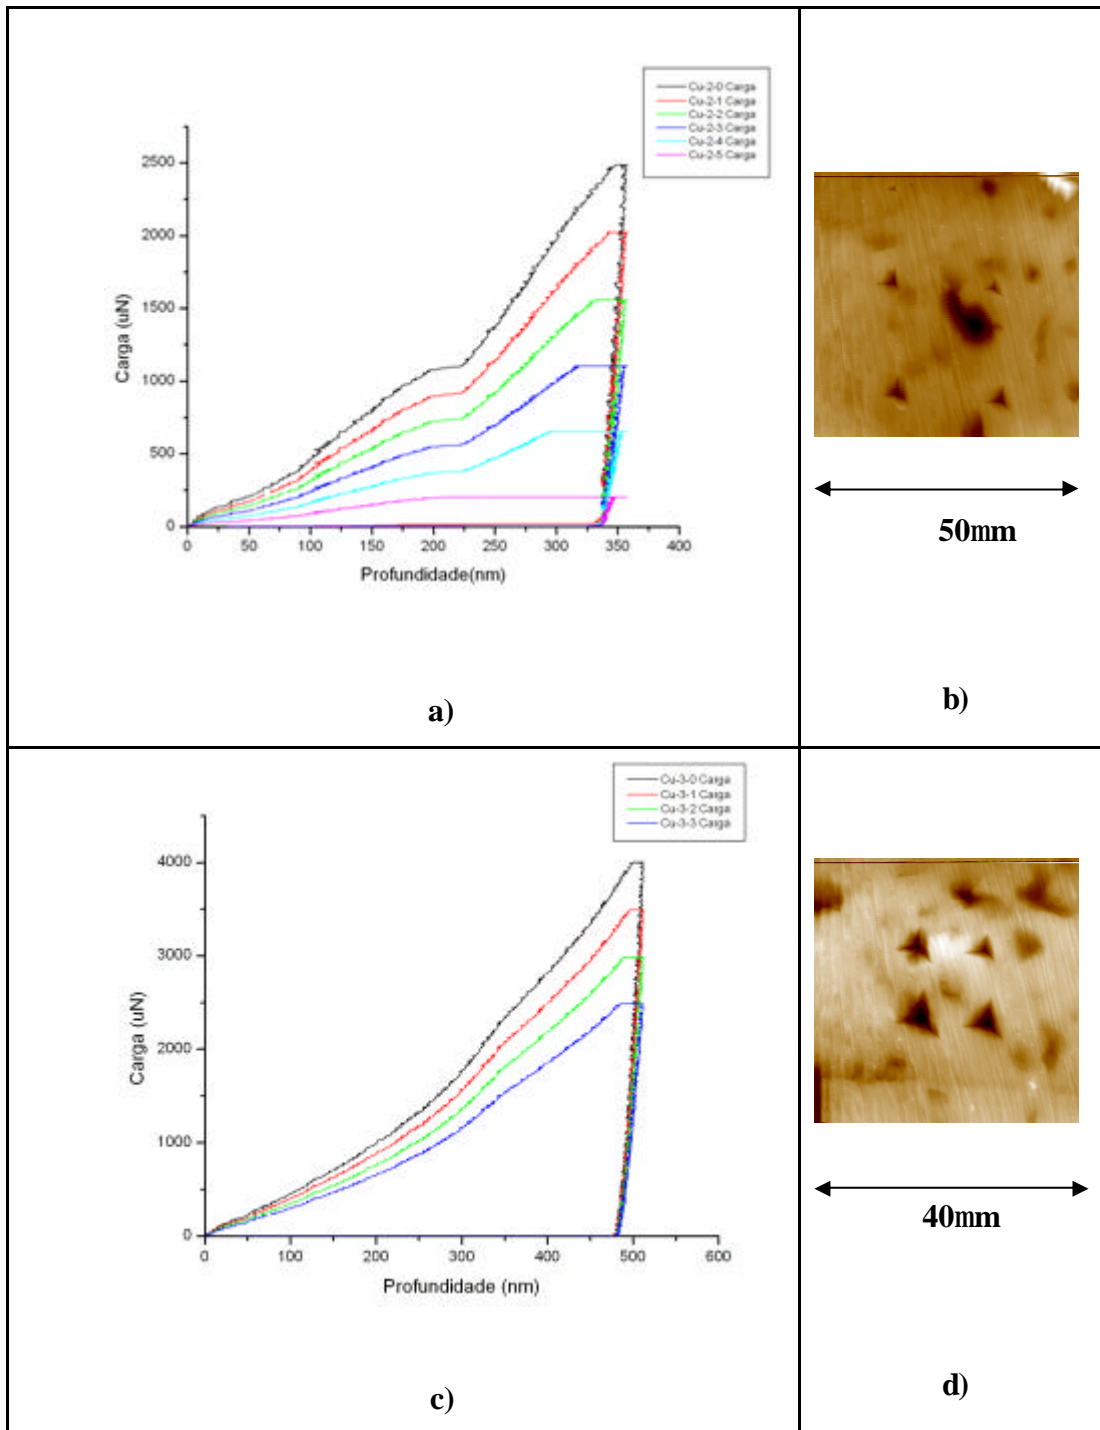 Cu-2-0 Carga
Cu-2-1 Carga
Cu-2-2 Carga
Cu-2-3 Carga
Cu-2-4 Carga
Cu-2-5 Carga
2500
2000
1500
1000
500
0
Carga (uN)
0 50 100 150 200 250 300 350 400
Profundidade(nm)
a)
50mm
b)
Cu-3-0 Carga
Cu-3-1 Carga
Cu-3-2 Carga
Cu-3-3 Carga
4000
3000
2000
1000
0
Carga (uN)
0 100 200 300 400 500 600
Profundidade (nm)
c)
40mm
d)